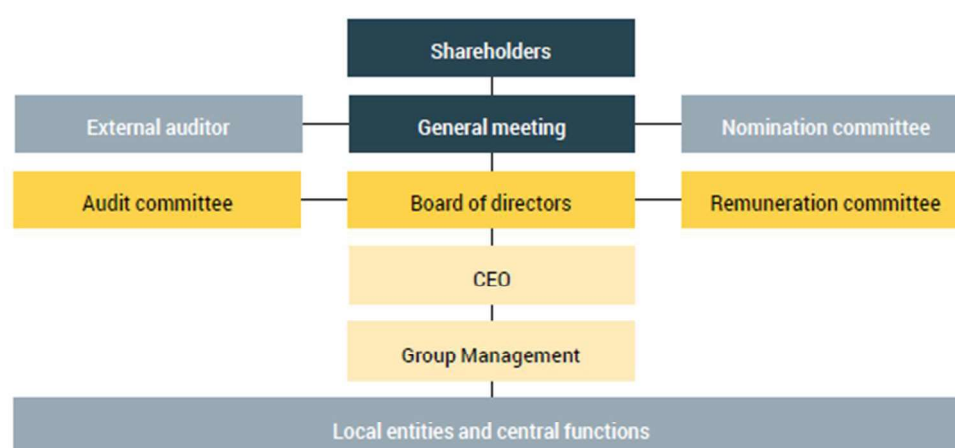 Shareholders
External auditor
General meeting
Nomination committee
Audit committee
Board of directors
Remuneration committee
CEO
Group Management
Local entities and central functions